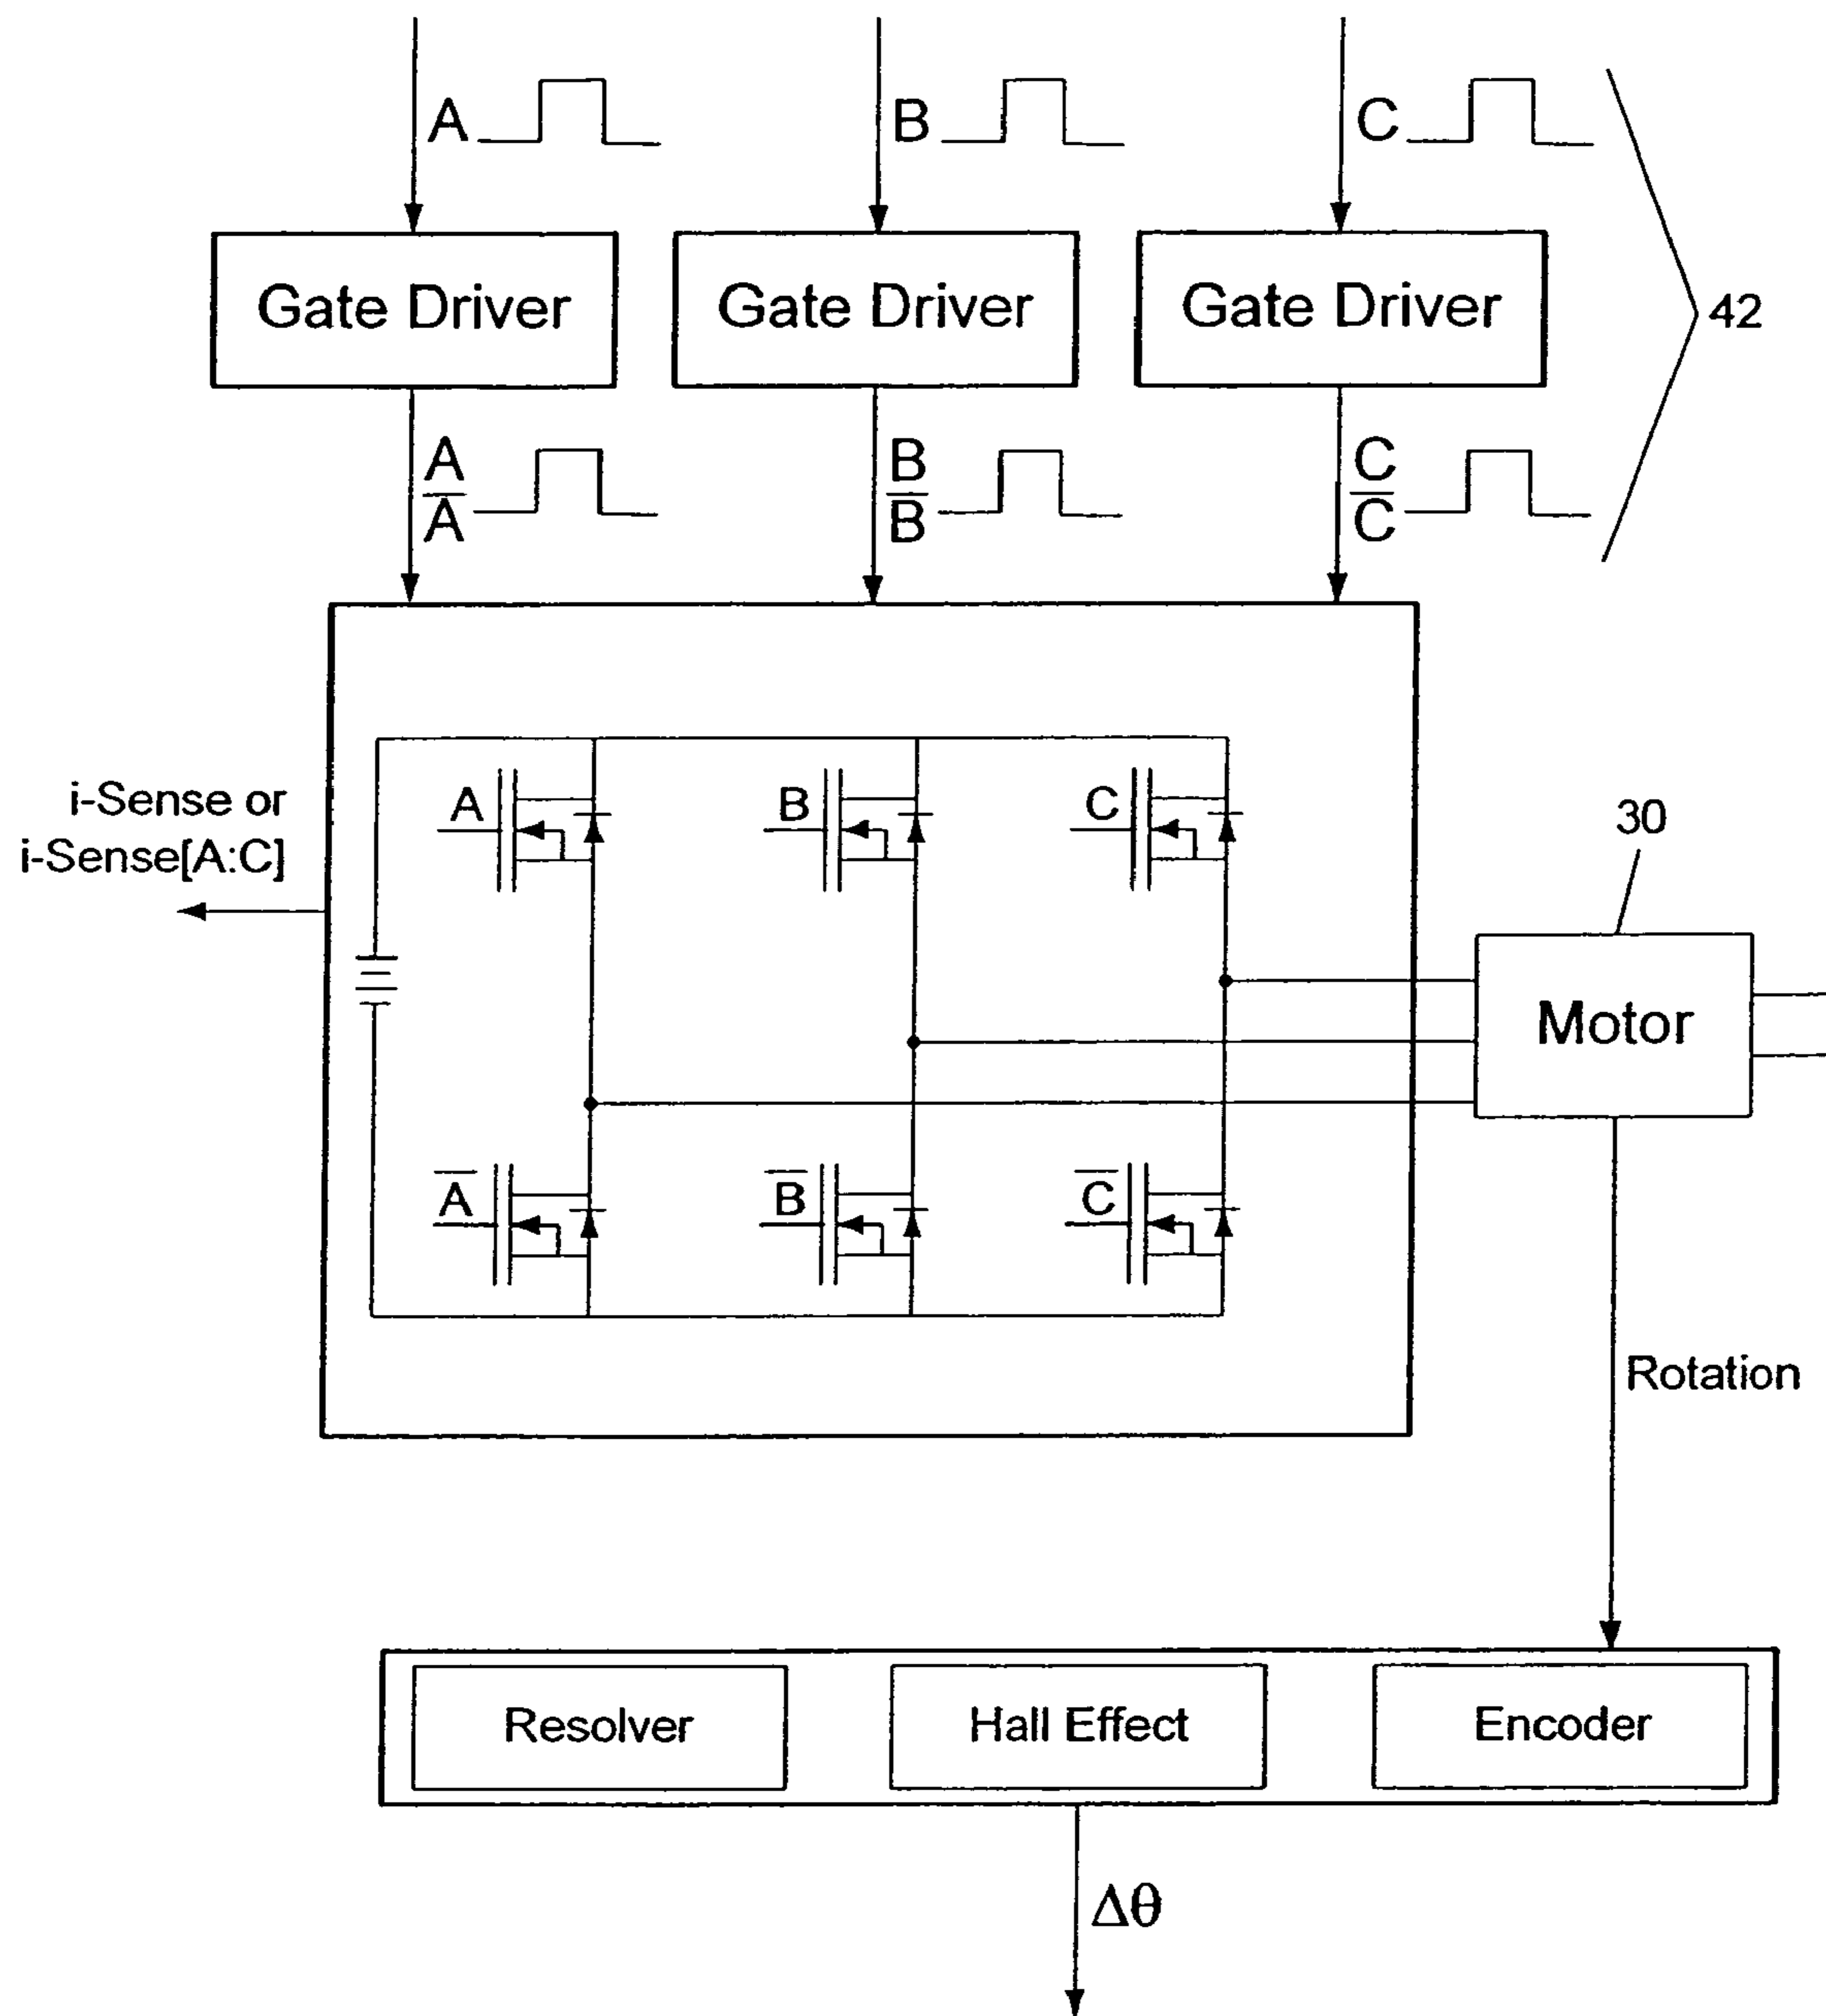 A
B
C
Gate Driver
Gate Driver
Gate Driver
42
A
A̅
B
B̅
C
C̅
i-Sense or
i-Sense[A:C]
A
B
C
30
Motor
A̅
B̅
C̅
Rotation
Resolver
Hall Effect
Encoder
Δθ